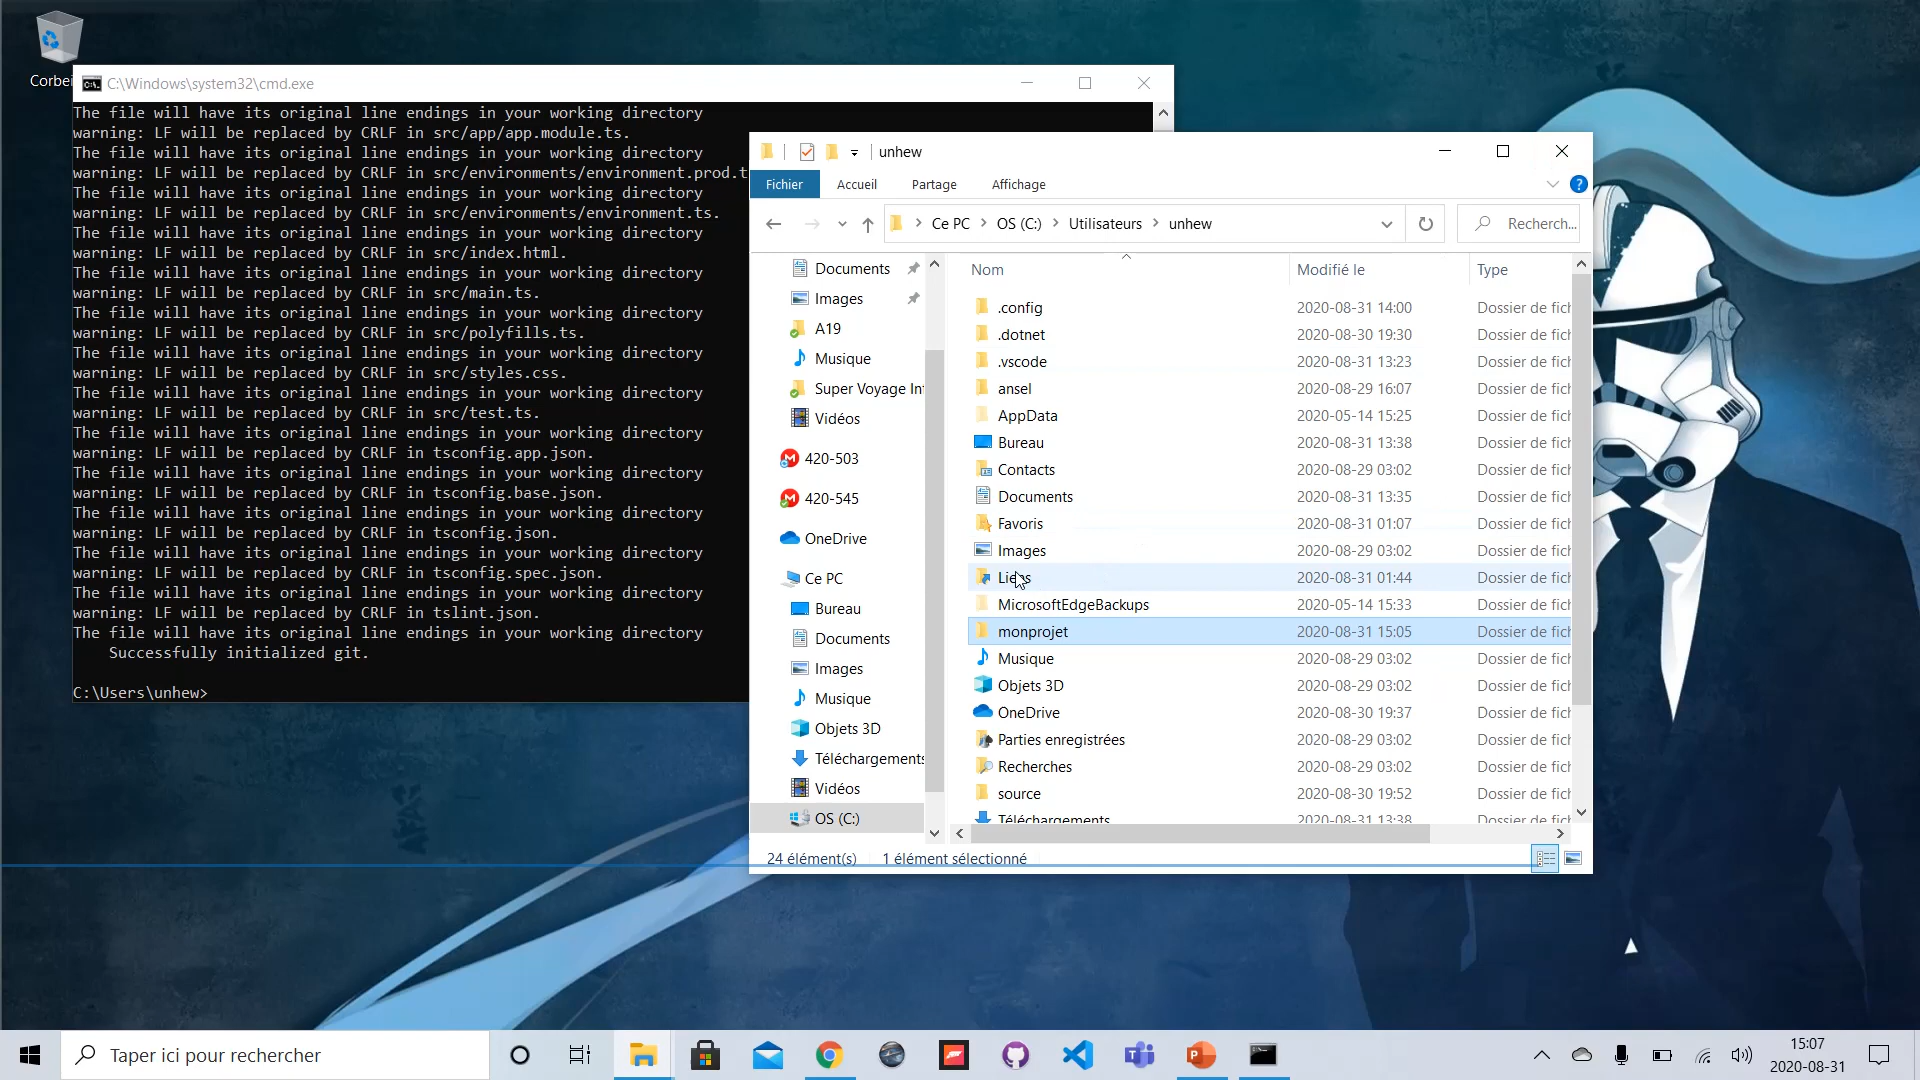 Corbei
C:\Windows\system32\cmd.exe
The file will have its original line endings in your working directory
warning: LF will be replaced by CRLF in src/app/app.module.ts.
The file will have its original line endings in your working directory
warning: LF will be replaced by CRLF in src/environments/environment.prod.t
The file will have its original line endings in your working directory
warning: LF will be replaced by CRLF in src/environments/environment.ts.
The file will have its original line endings in your working directory
warning: LF will be replaced by CRLF in src/index.html.
The file will have its original line endings in your working directory
warning: LF will be replaced by CRLF in src/main.ts.
The file will have its original line endings in your working directory
warning: LF will be replaced by CRLF in src/polyfills.ts.
The file will have its original line endings in your working directory
warning: LF will be replaced by CRLF in src/styles.css.
The file will have its original line endings in your working directory
warning: LF will be replaced by CRLF in src/test.ts.
The file will have its original line endings in your working directory
warning: LF will be replaced by CRLF in tsconfig.app.json.
The file will have its original line endings in your working directory
warning: LF will be replaced by CRLF in tsconfig.base.json.
The file will have its original line endings in your working directory
warning: LF will be replaced by CRLF in tsconfig.json.
The file will have its original line endings in your working directory
warning: LF will be replaced by CRLF in tsconfig.spec.json.
The file will have its original line endings in your working directory
warning: LF will be replaced by CRLF in tslint.json.
The file will have its original line endings in your working directory
Successfully initialized git.
C:\Users\unhew>
unhew
Fichier Accueil Partage Affichage
Ce PC OS (C:) Utilisateurs unhew
Recherch...
Documents
Images
A19
Musique
Super Voyage Int
Vidéos
420-503
420-545
OneDrive
Ce PC
Bureau
Documents
Images
Musique
Objets 3D
Téléchargements
Vidéos
OS (C:)
Nom Modifié le Type
.config 2020-08-31 14:00 Dossier de fich
.dotnet 2020-08-30 19:30 Dossier de fich
.vscode 2020-08-31 13:23 Dossier de fich
ansel 2020-08-29 16:07 Dossier de fich
AppData 2020-05-14 15:25 Dossier de fich
Bureau 2020-08-31 13:38 Dossier de fich
Contacts 2020-08-29 03:02 Dossier de fich
Documents 2020-08-31 13:35 Dossier de fich
Favoris 2020-08-31 01:07 Dossier de fich
Images 2020-08-29 03:02 Dossier de fich
Liens 2020-08-31 01:44 Dossier de fich
MicrosoftEdgeBackups 2020-05-14 15:33 Dossier de fich
monprojet 2020-08-31 15:05 Dossier de fich
Musique 2020-08-29 03:02 Dossier de fich
Objets 3D 2020-08-29 03:02 Dossier de fich
OneDrive 2020-08-30 19:37 Dossier de fich
Parties enregistrées 2020-08-29 03:02 Dossier de fich
Recherches 2020-08-29 03:02 Dossier de fich
source 2020-08-30 19:52 Dossier de fich
Téléchargements 2020-08-31 13:38 Dossier de fich
24 élément(s) 1 élément sélectionné
Taper ici pour rechercher
15:07
2020-08-31